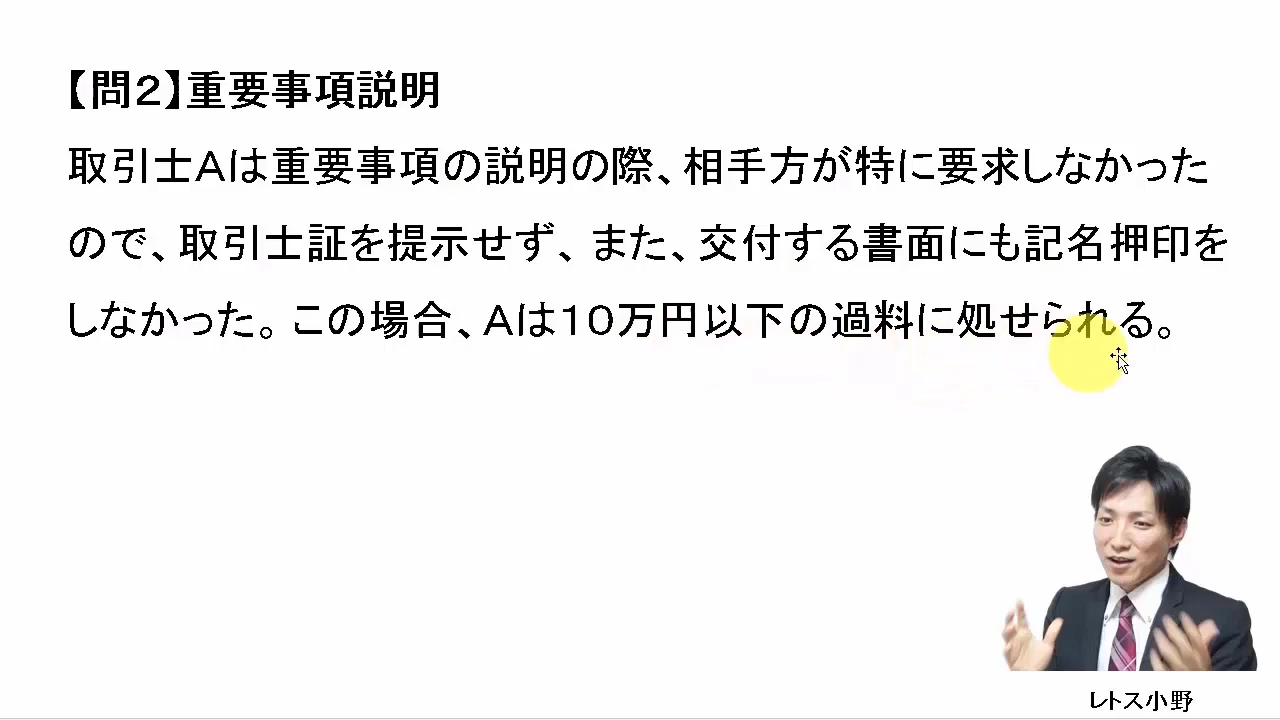 【問２】重要事項説明
取引士Ａは重要事項の説明の際、相手方が特に要求しなかった
ので、取引士証を提示せず、また、交付する書面にも記名押印を
しなかった。この場合、Ａは１０万円以下の過料に処せられる。
レトス小野